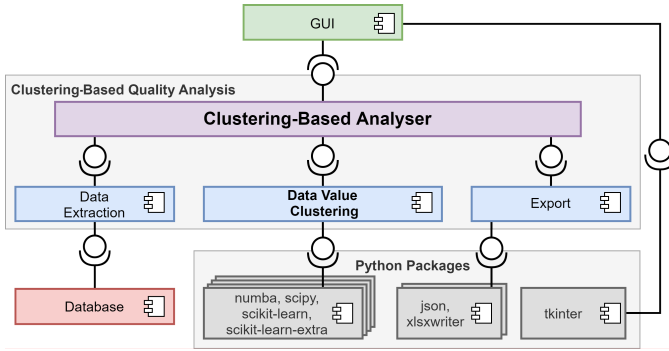 GUI
Clustering-Based Quality Analysis
Clustering-Based Analyser
Data
Extraction
Data Value
Clustering
Export
Python Packages
Database
numba, scipy,
scikit-learn,
scikit-learn-extra
json,
xlsxwriter
tkinter